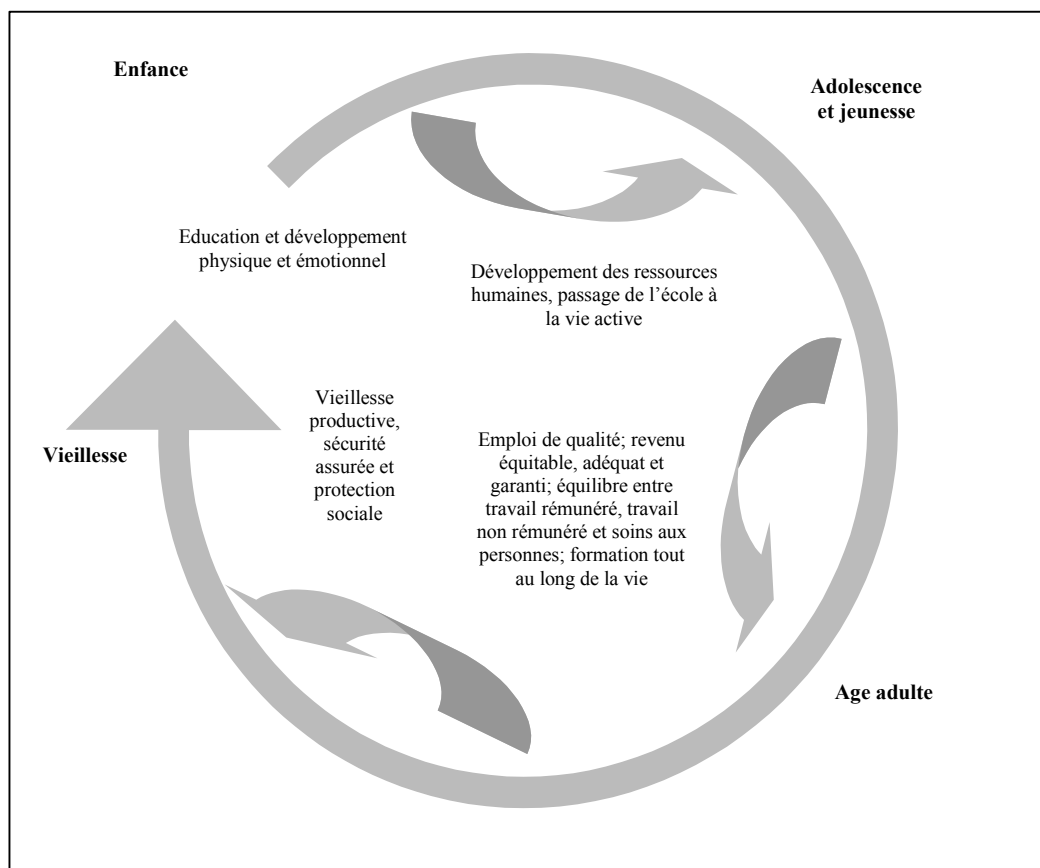 Enfance
Adolescence
et jeunesse
Education et développement
physique et émotionnel
Développement des ressources
humaines, passage de l’école à
la vie active
Vieillesse
productive,
sécurité
assurée et
protection
sociale
Vieillesse
Emploi de qualité; revenu
équitable, adéquat et
garanti; équilibre entre
travail rémunéré, travail
non rémunéré et soins aux
personnes; formation tout
au long de la vie
Age adulte